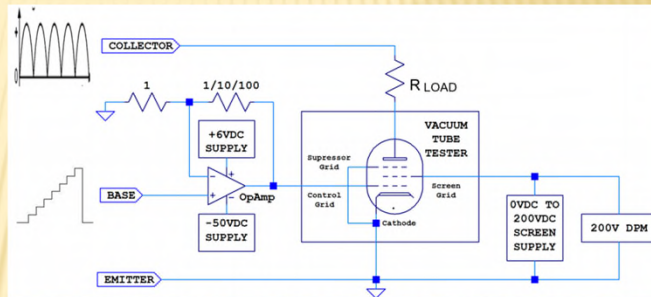 COLLECTOR
R LOAD
1
1/10/100
+6VDC
SUPPLY
VACUUM
TUBE
TESTER
Supressor
Grid
Control
Grid
Screen
Grid
Cathode
BASE
OpAmp
-50VDC
SUPPLY
0VDC TO
200VDC
SCREEN
SUPPLY
200V DPM
EMITTER
+
0
-
+
+
-